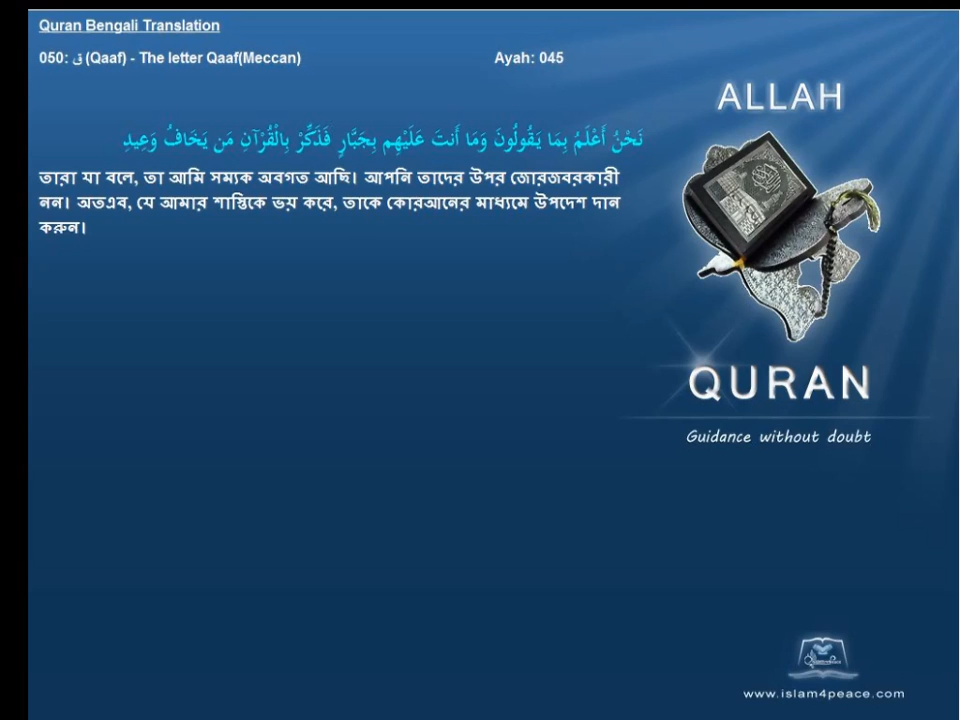 Quran Bengali Translation
050: ق (Qaaf) - The letter Qaaf(Meccan) Ayah: 045
نَحْنُ أَعْلَمُ بِمَا يَقُولُونَ وَمَا أَنتَ عَلَيْهِم بِجَبَّارٍ فَذَكِّرْ بِالْقُرْآنِ مَن يَخَافُ وَعِيدِ
তারা যা বলে, তা আমি সম্যক অবগত আছি। আপনি তাদের উপর জোরজবরকারী
নন। অতএব, যে আমার শাস্তিকে ভয় করে, তাকে কোরআনের মাধ্যমে উপদেশ দান
করুন।
ALLAH
QURAN
Guidance without doubt
www.islam4peace.com